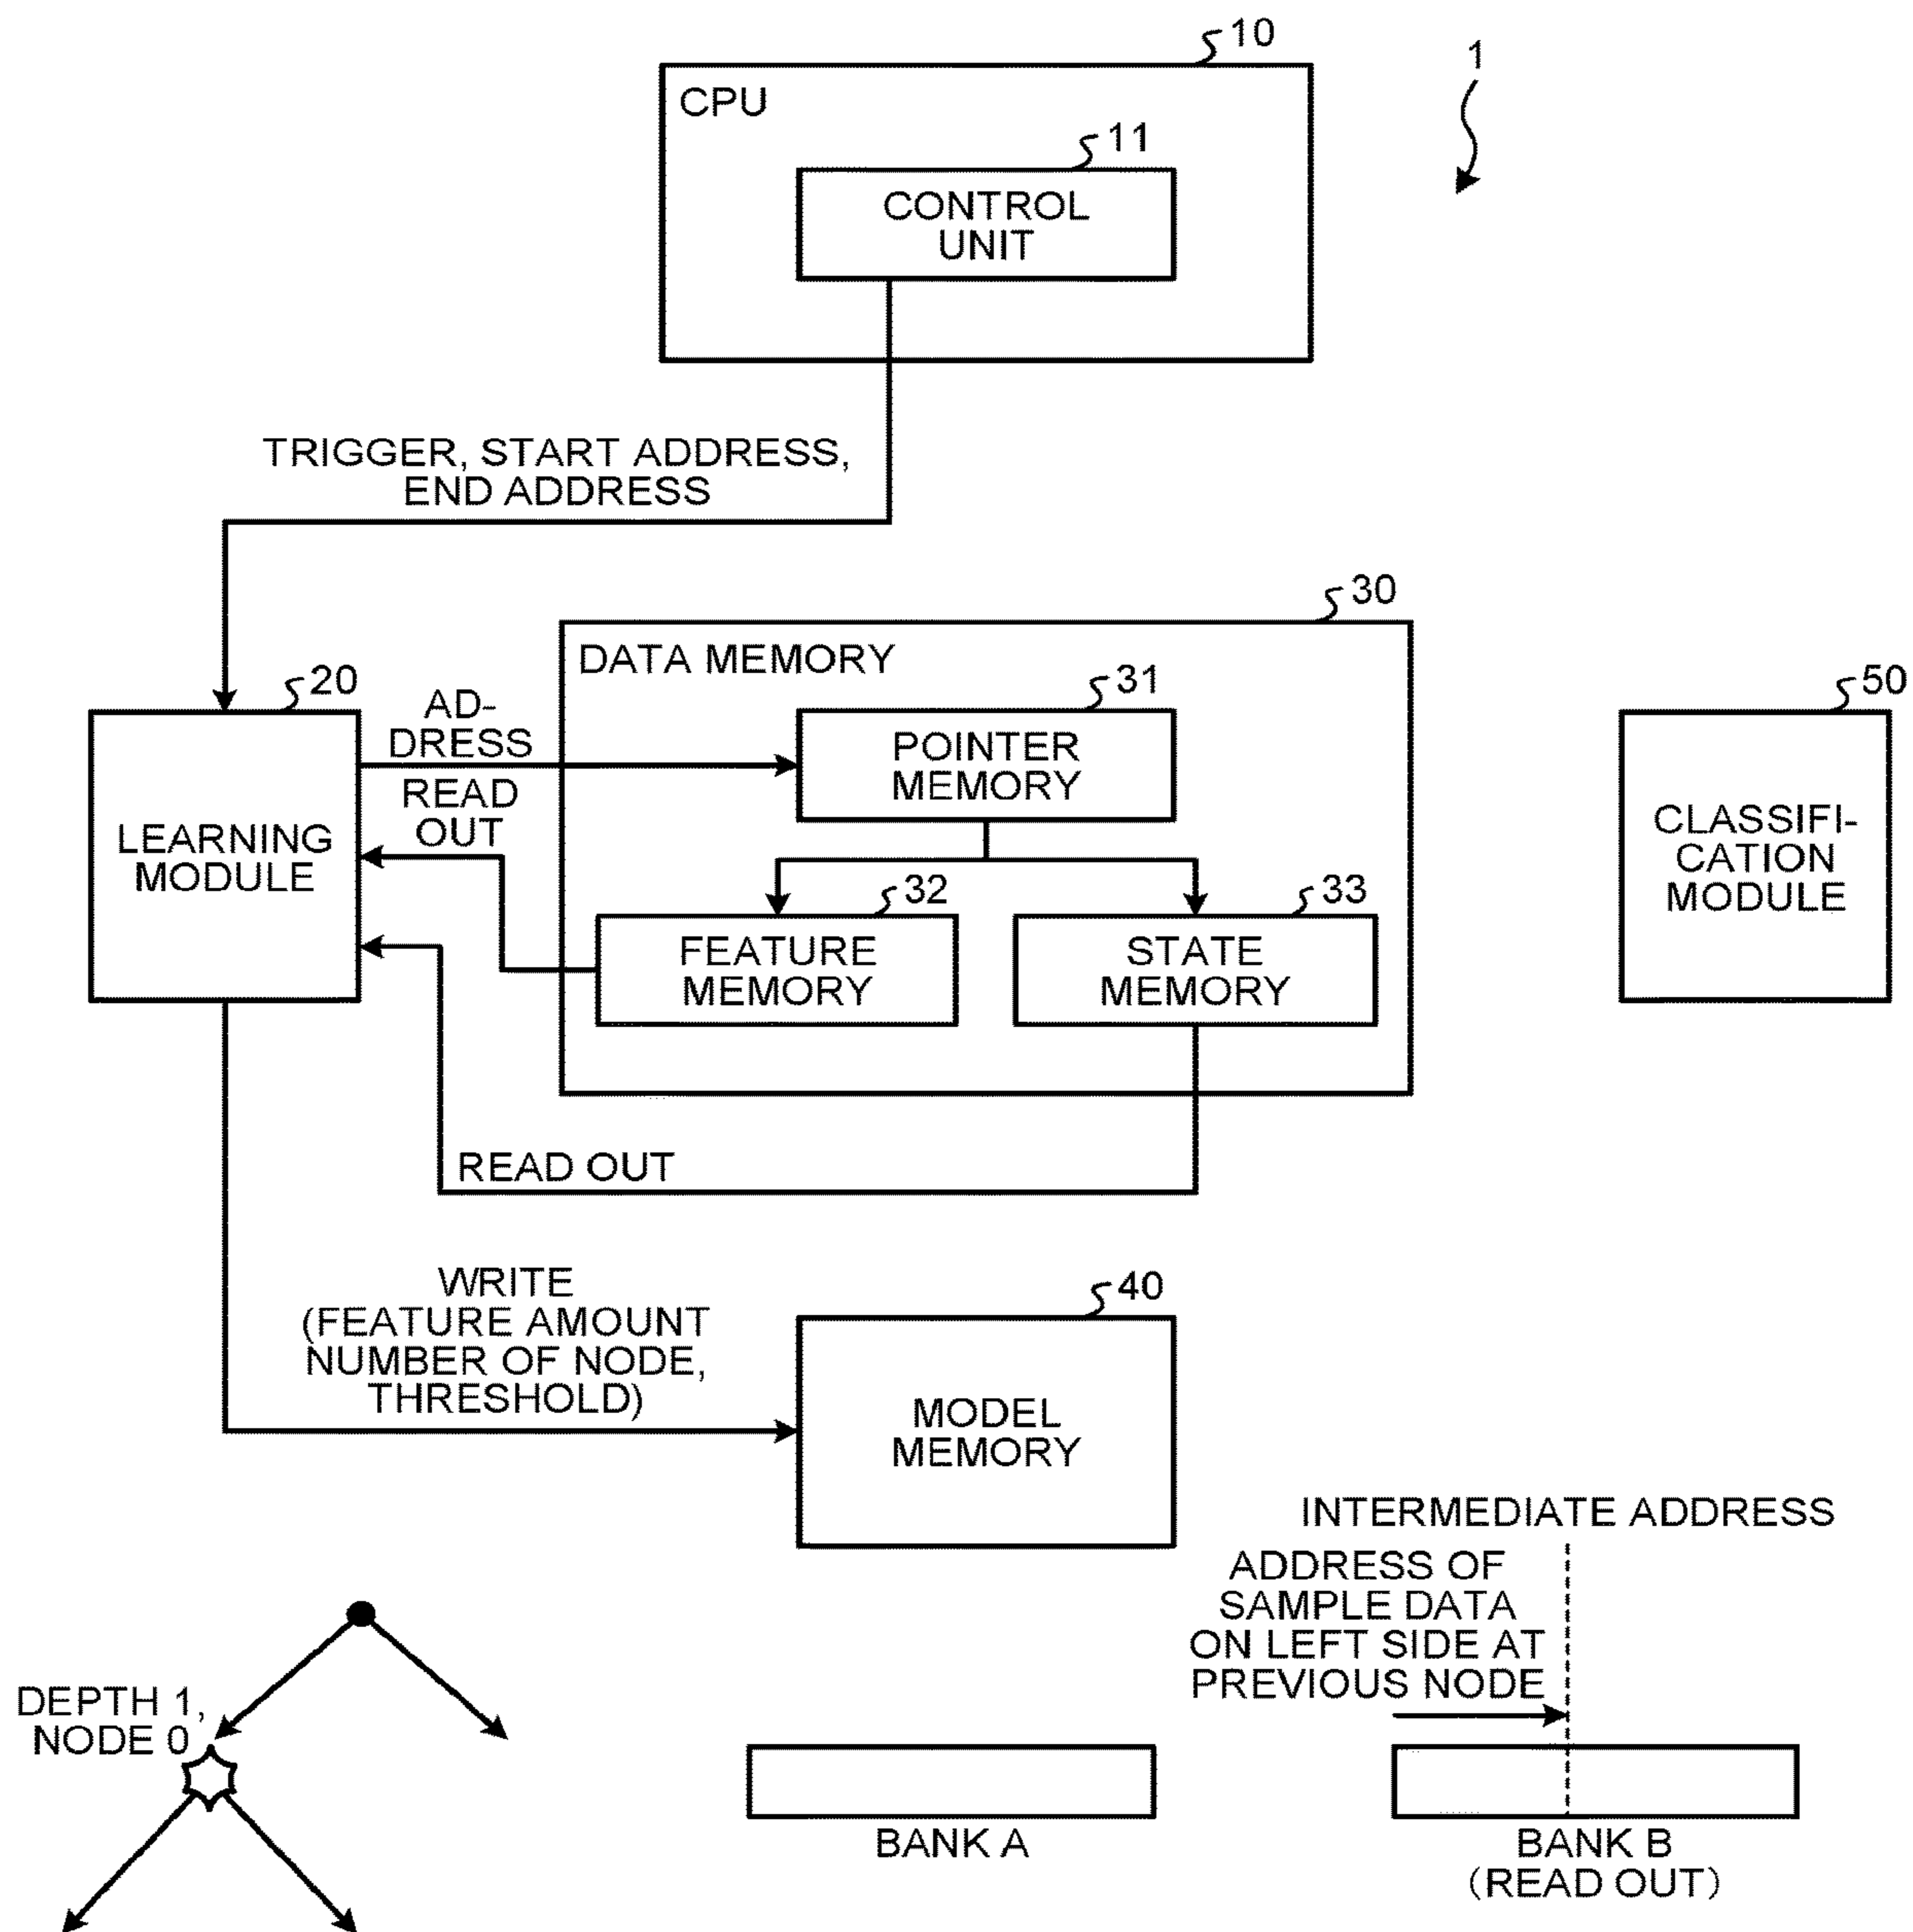 10
1
CPU
11
CONTROL
UNIT
TRIGGER, START ADDRESS,
END ADDRESS
30
DATA MEMORY
20
AD-
DRESS
31
POINTER
MEMORY
50
READ
OUT
LEARNING
MODULE
CLASSIFI-
CATION
MODULE
32
FEATURE
MEMORY
33
STATE
MEMORY
READ OUT
WRITE
(FEATURE AMOUNT
NUMBER OF NODE,
THRESHOLD)
40
MODEL
MEMORY
INTERMEDIATE ADDRESS
ADDRESS OF
SAMPLE DATA
ON LEFT SIDE AT
PREVIOUS NODE
DEPTH 1,
NODE 0
BANK A
BANK B
(READ OUT)